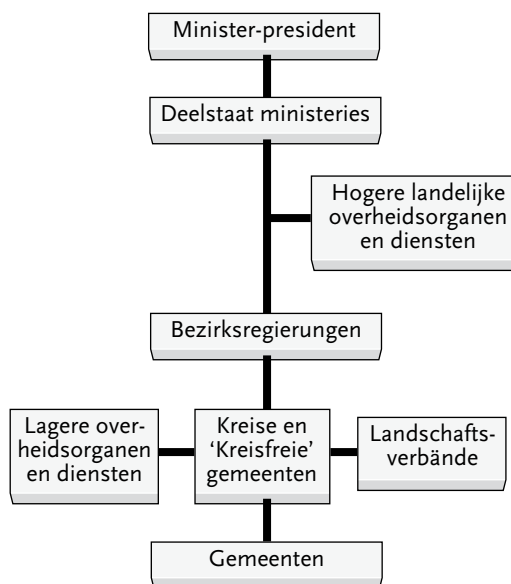 Minister-president
Deelstaat ministeries
Hogere landelijke
overheidsorganen
en diensten
Bezirksregierungen
Lagere over-
heidsorganen
en diensten
Kreise en
‘Kreisfreie’
gemeenten
Landschafts-
verbände
Gemeenten